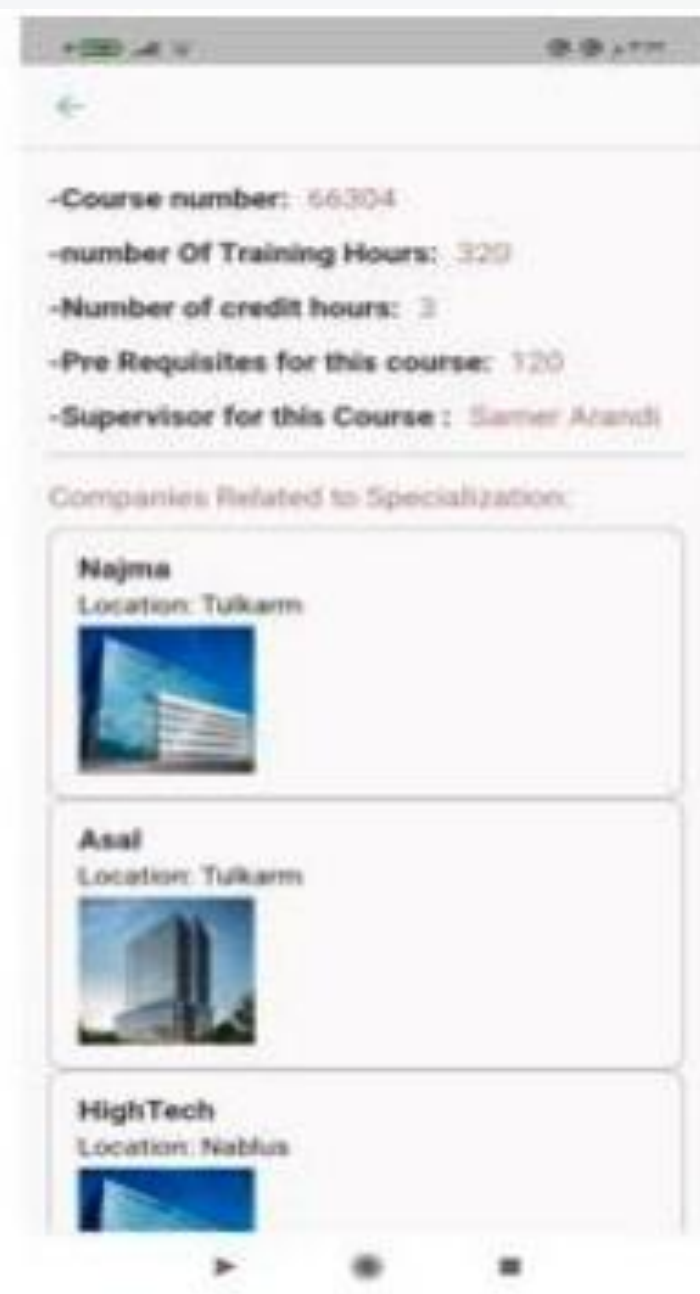 -Course number: 66304
-number Of Training Hours: 320
-Number of credit hours: 3
-Pre Requisites for this course: 120
-Supervisor for this Course : Samer Arandi
Companies Related to Specialization:
Najma
Location: Tulkarm
Asal
Location: Tulkarm
HighTech
Location: Nablus